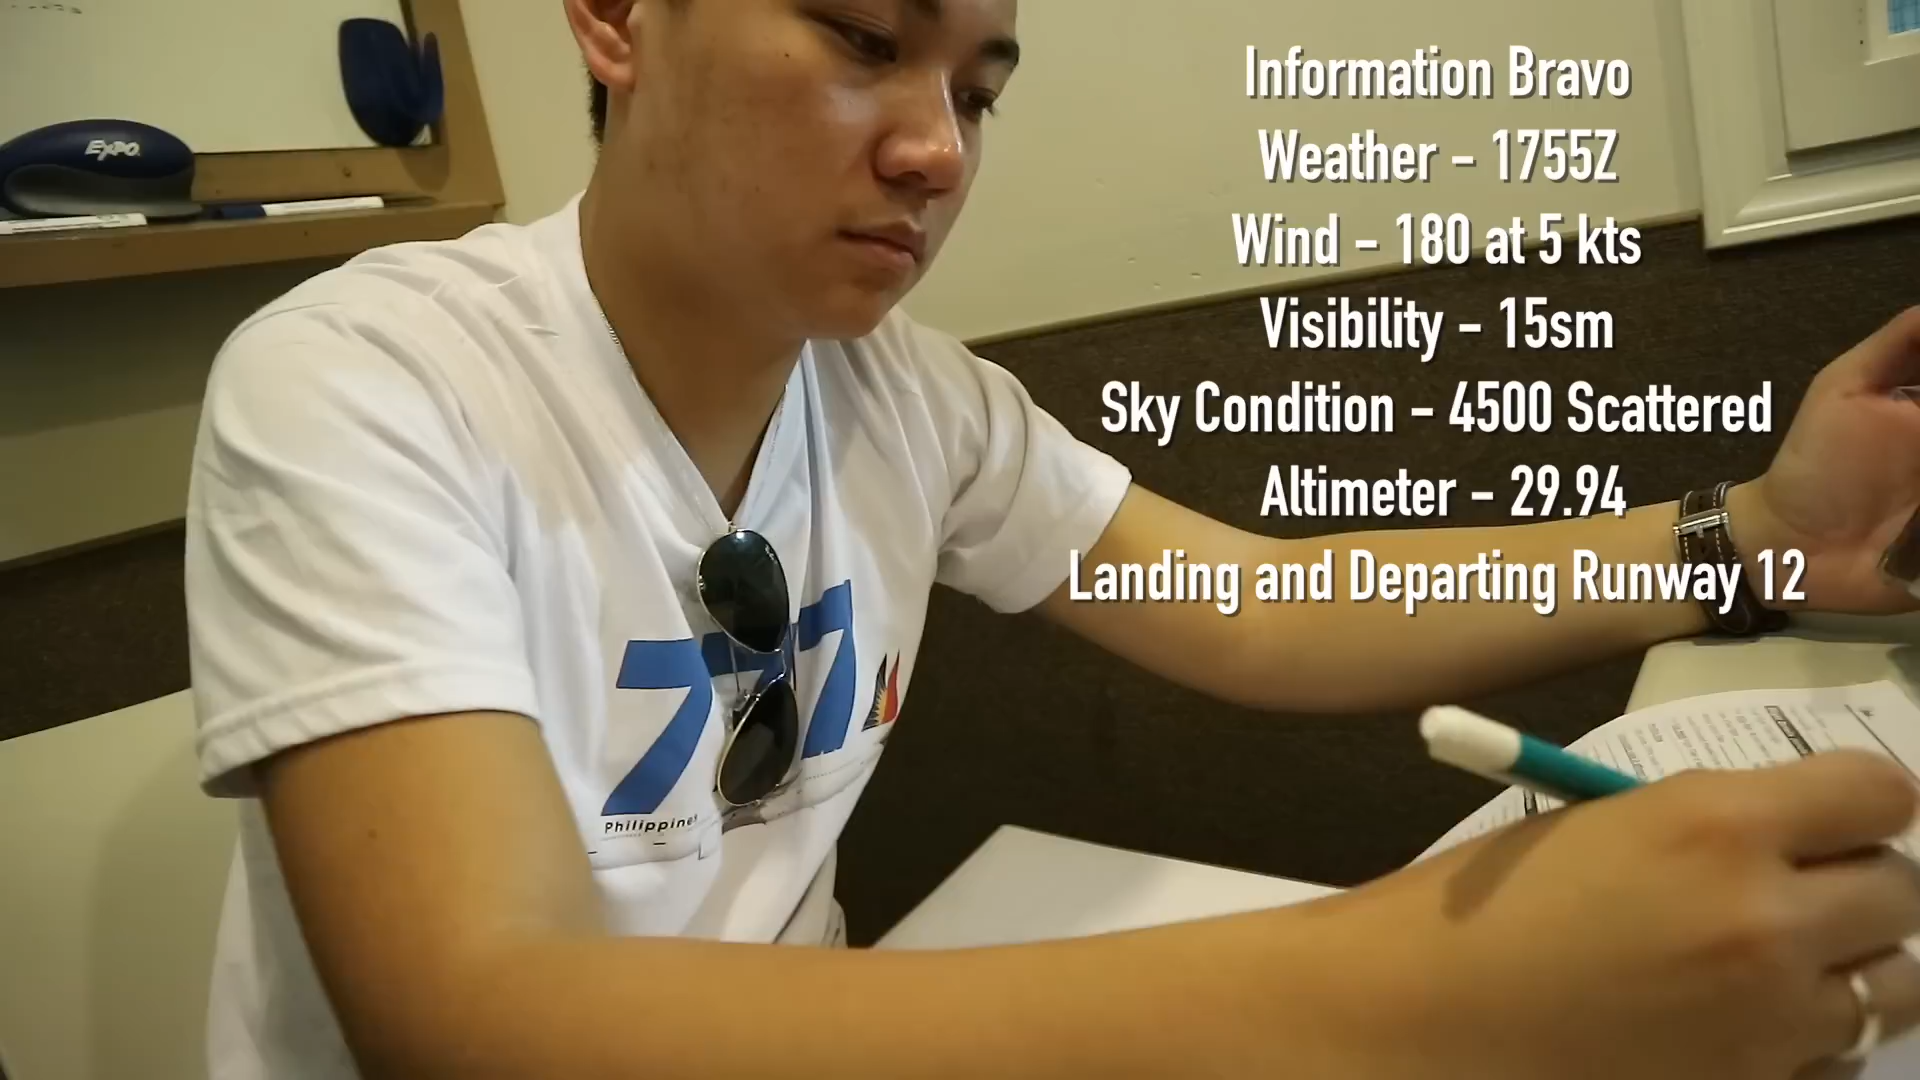 Information Bravo
Weather - 1755Z
Wind - 180 at 5 kts
Visibility - 15sm
Sky Condition - 4500 Scattered
Altimeter - 29.94
Landing and Departing Runway 12
EXPO
777
Philippines